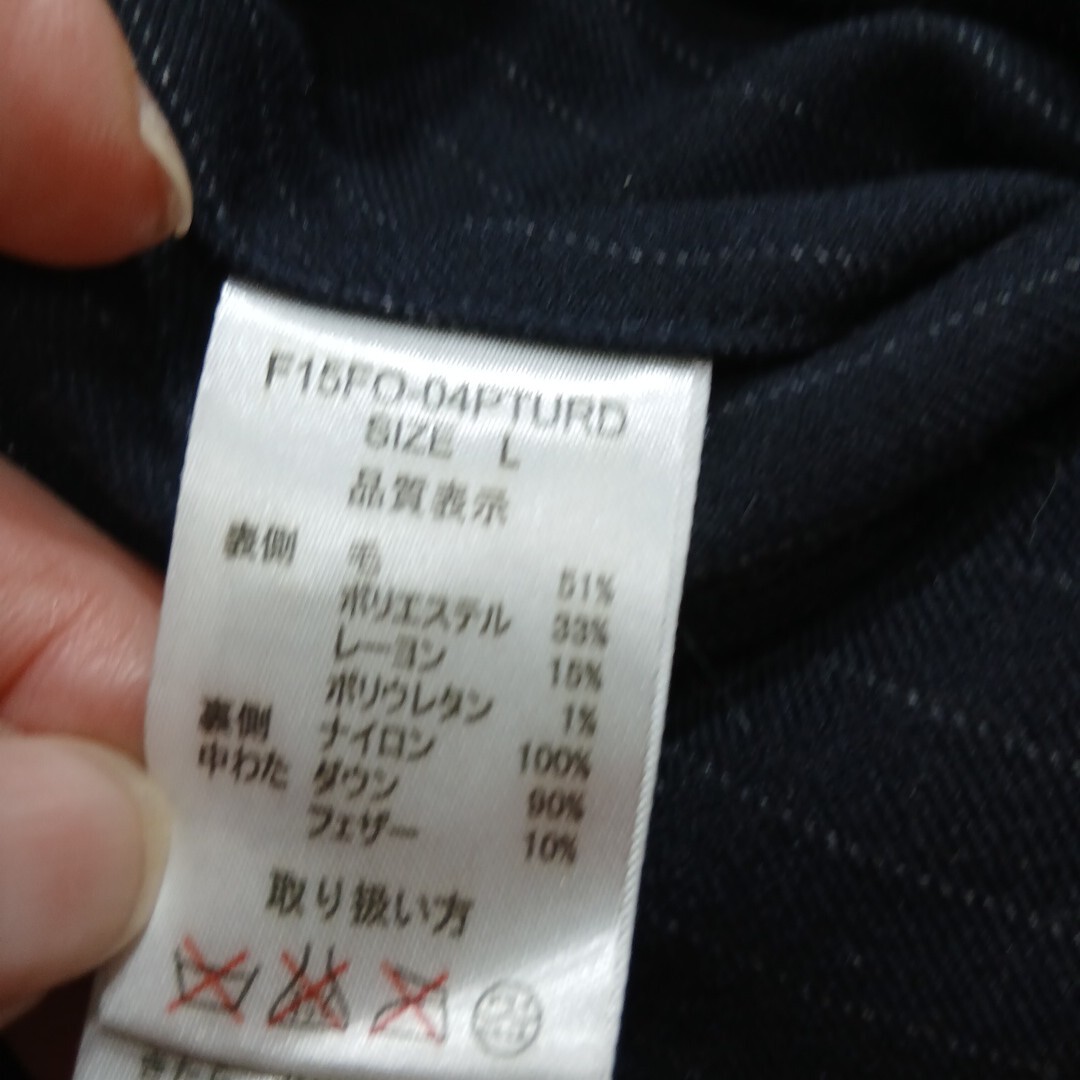 F15FO-04PTURD
SIZE L
品質表示
表側 毛 51%
ポリエステル 33%
レーヨン 15%
ポリウレタン 1%
裏側 ナイロン 100%
中わた ダウン 90%
フェザー 10%
取り扱い方